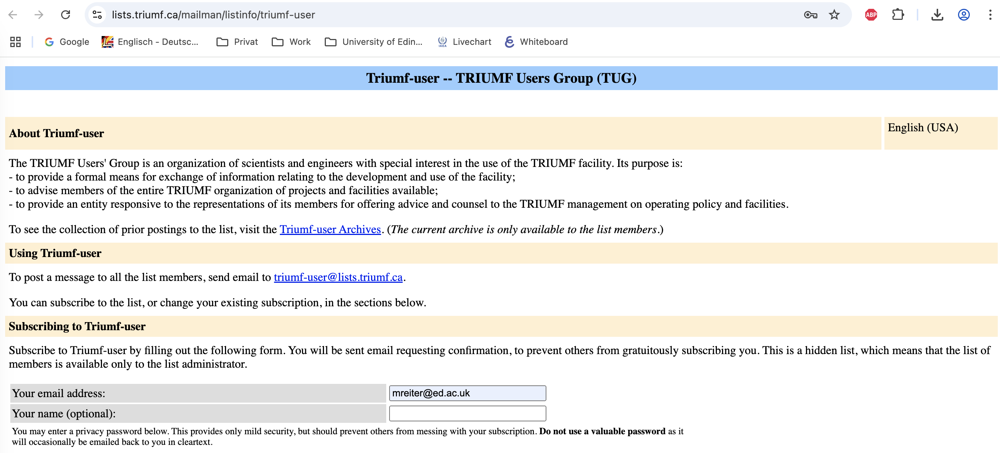 lists.triumf.ca/mailman/listinfo/triumf-user
ABP
Google
Englisch - Deutsc...
Privat
Work
University of Edin...
IAEA
Livechart
Whiteboard
Triumf-user -- TRIUMF Users Group (TUG)
About Triumf-user
English (USA)
The TRIUMF Users' Group is an organization of scientists and engineers with special interest in the use of the TRIUMF facility. Its purpose is:
- to provide a formal means for exchange of information relating to the development and use of the facility;
- to advise members of the entire TRIUMF organization of projects and facilities available;
- to provide an entity responsive to the representations of its members for offering advice and counsel to the TRIUMF management on operating policy and facilities.
To see the collection of prior postings to the list, visit the Triumf-user Archives. (The current archive is only available to the list members.)
Using Triumf-user
To post a message to all the list members, send email to triumf-user@lists.triumf.ca.
You can subscribe to the list, or change your existing subscription, in the sections below.
Subscribing to Triumf-user
Subscribe to Triumf-user by filling out the following form. You will be sent email requesting confirmation, to prevent others from gratuitously subscribing you. This is a hidden list, which means that the list of
members is available only to the list administrator.
Your email address: mreiter@ed.ac.uk
Your name (optional):
You may enter a privacy password below. This provides only mild security, but should prevent others from messing with your subscription. Do not use a valuable password as it
will occasionally be emailed back to you in cleartext.